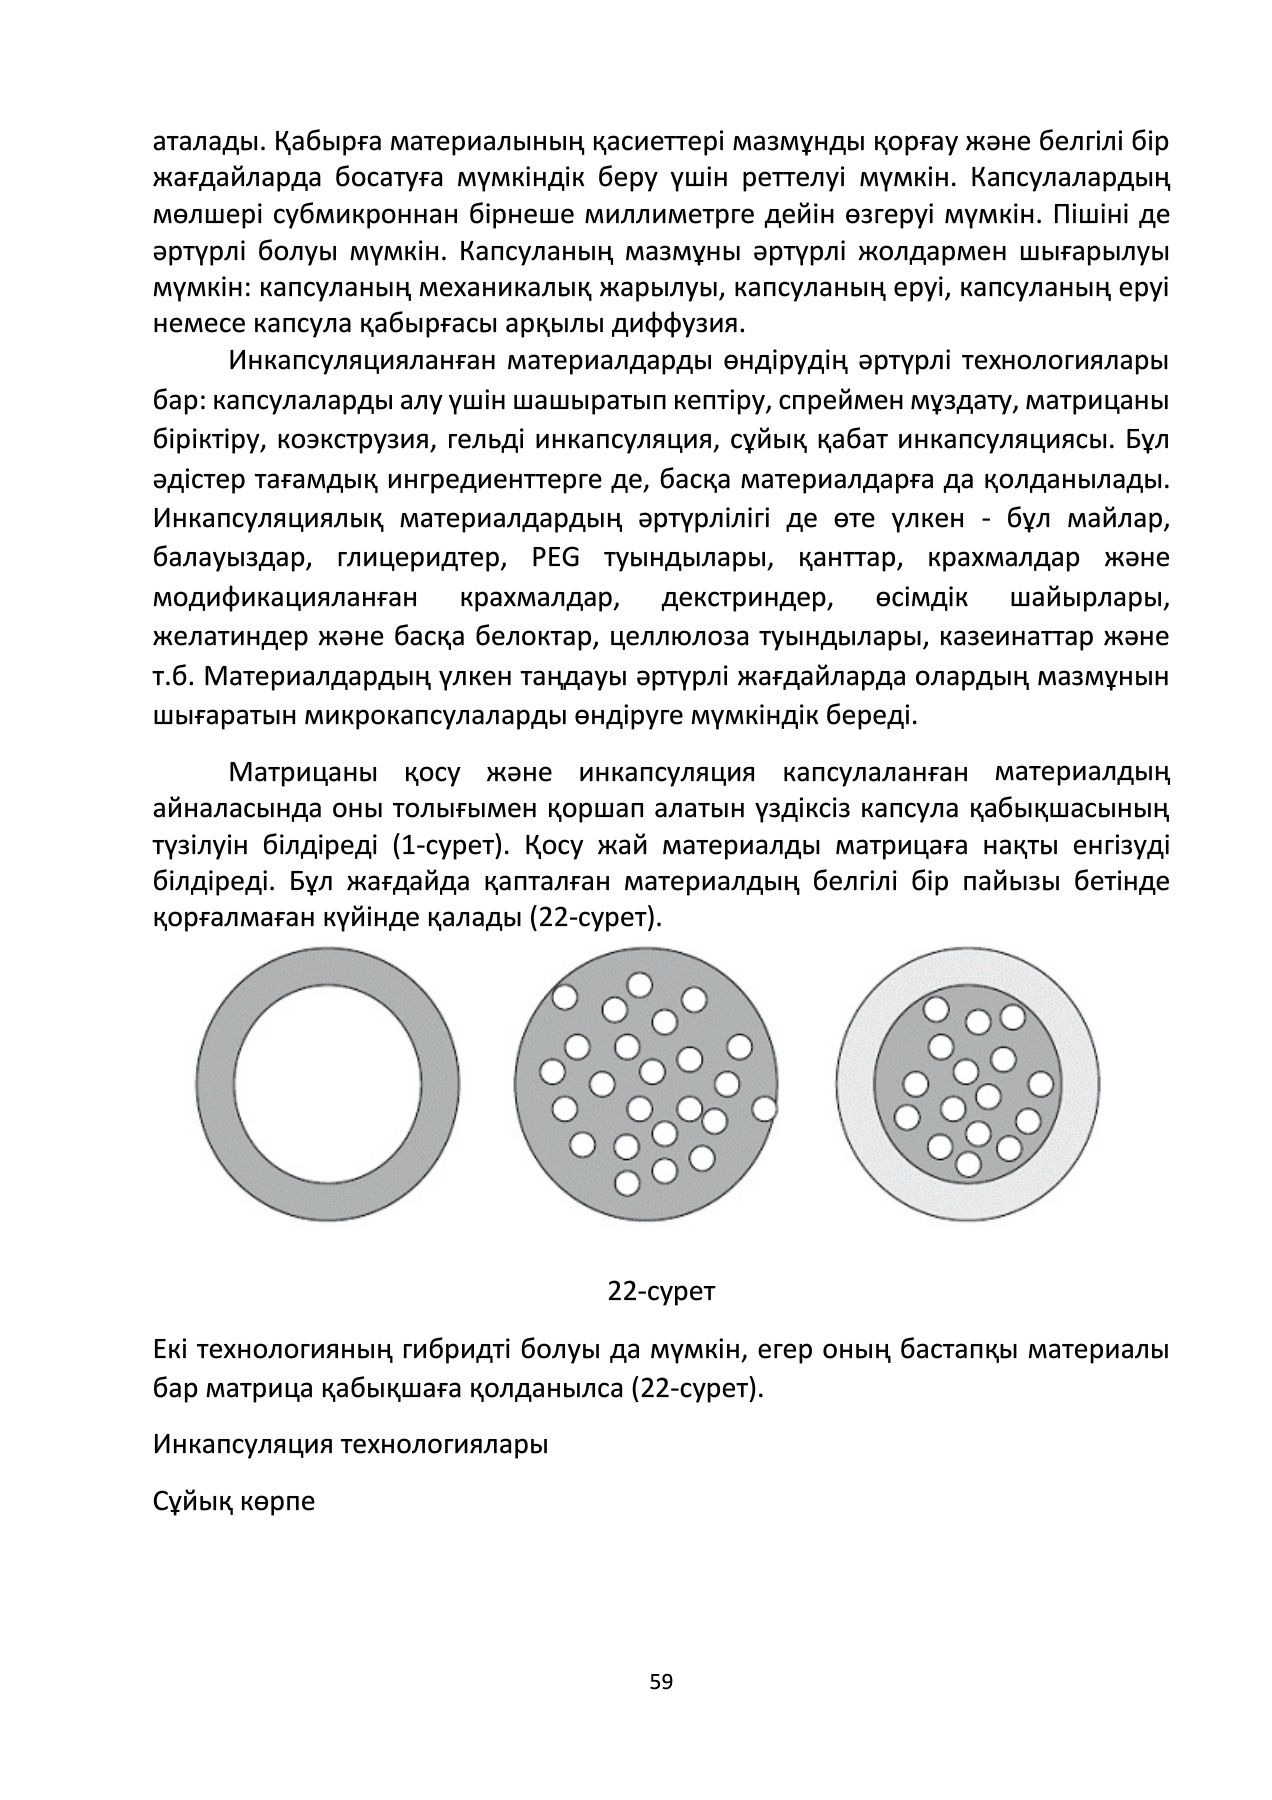 аталады. Қабырға материалының қасиеттері мазмұнды қорғау және белгілі бір
жағдайларда босатуға мүмкіндік беру үшін реттелуі мүмкін. Капсулалардың
мөлшері субмикроннан бірнеше миллиметрге дейін өзгеруі мүмкін. Пішіні де
әртүрлі болуы мүмкін. Капсуланың мазмұны әртүрлі жолдармен шығарылуы
мүмкін: капсуланың механикалық жарылуы, капсуланың еруі, капсуланың еруі
немесе капсула қабырғасы арқылы диффузия.
Инкапсуляцияланған материалдарды өндірудің әртүрлі технологиялары
бар: капсулаларды алу үшін шашыратып кептіру, спреймен мұздату, матрицаны
біріктіру, коэкструзия, гельді инкапсуляция, сұйық қабат инкапсуляциясы. Бұл
әдістер тағамдық ингредиенттерге де, басқа материалдарға да қолданылады.
Инкапсуляциялық материалдардың әртүрлілігі де өте үлкен - бұл майлар,
балауыздар, глицеридтер, PEG туындылары, қанттар, крахмалдар және
модификацияланған крахмалдар, декстриндер, өсімдік шайырлары,
желатиндер және басқа белоктар, целлюлоза туындылары, казеинаттар және
т.б. Материалдардың үлкен таңдауы әртүрлі жағдайларда олардың мазмұнын
шығаратын микрокапсулаларды өндіруге мүмкіндік береді.
Матрицаны қосу және инкапсуляция капсулаланған материалдың
айналасында оны толығымен қоршап алатын үздіксіз капсула қабықшасының
түзілуін білдіреді (1-сурет). Қосу жай материалды матрицаға нақты енгізуді
білдіреді. Бұл жағдайда қапталған материалдың белгілі бір пайызы бетінде
қорғалмаған күйінде қалады (22-сурет).
22-сурет
Екі технологияның гибридті болуы да мүмкін, егер оның бастапқы материалы
бар матрица қабықшаға қолданылса (22-сурет).
Инкапсуляция технологиялары
Сұйық көрпе
59